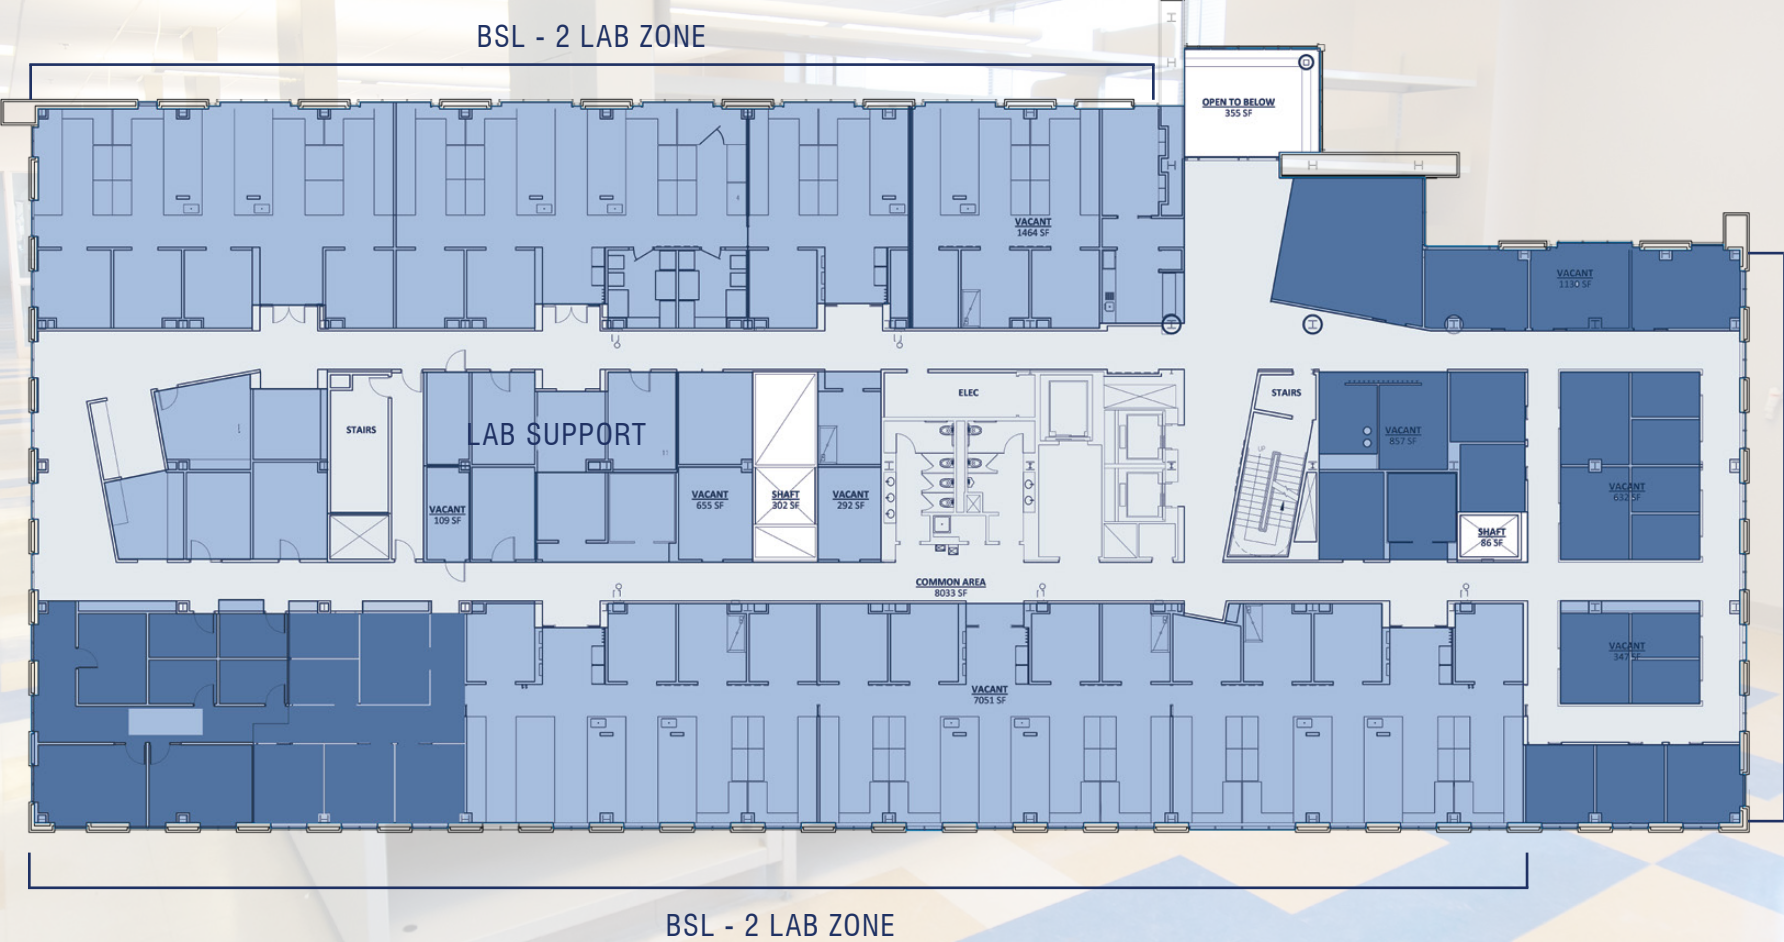 BSL - 2 LAB ZONE
OPEN TO BELOW
355 SF
VACANT
1464 SF
VACANT
1130 SF
STAIRS
LAB SUPPORT
ELEC
STAIRS
VACANT
857 SF
VACANT
109 SF
VACANT
655 SF
SHAFT
302 SF
VACANT
292 SF
VACANT
632 SF
SHAFT
86 SF
COMMON AREA
8033 SF
VACANT
347 SF
VACANT
7051 SF
BSL - 2 LAB ZONE